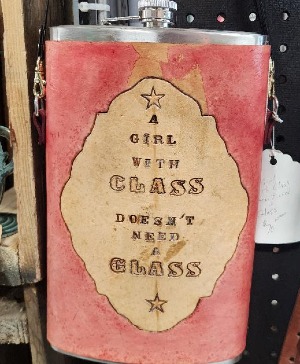 A
GIRL
WITH
CLASS
DOESN'T
NEED
A
GLASS